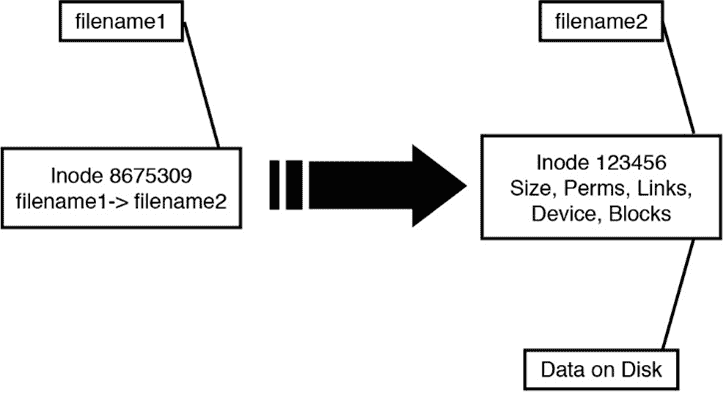 filename1
filename2
Inode 8675309
filename1-> filename2
Inode 123456
Size, Perms, Links,
Device, Blocks
Data on Disk